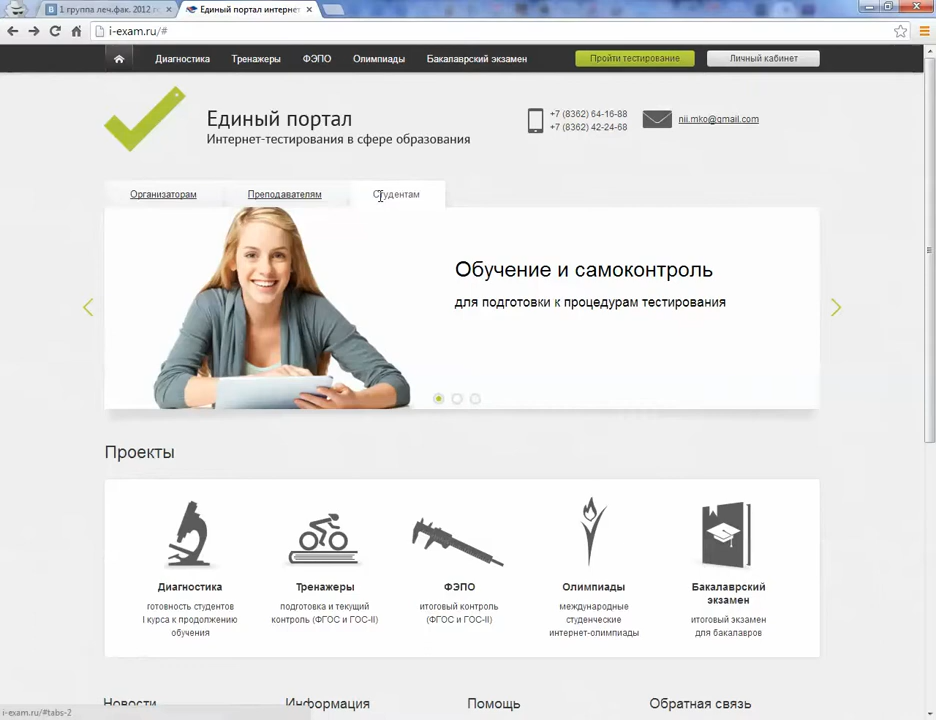 1 группа леч.фак. 2012 го
Единый портал интернет
i-exam.ru/#
Диагностика
Тренажеры
ФЭПО
Олимпиады
Бакалаврский экзамен
Пройти тестирование
Личный кабинет
Единый портал
Интернет-тестирования в сфере образования
+7 (8362) 64-16-88
+7 (8362) 42-24-68
nii.mko@gmail.com
Организаторам
Преподавателям
Студентам
Обучение и самоконтроль
для подготовки к процедурам тестирования
Проекты
Диагностика
готовность студентов
I курса к продолжению
обучения
Тренажеры
подготовка и текущий
контроль (ФГОС и ГОС-II)
ФЭПО
итоговый контроль
(ФГОС и ГОС-II)
Олимпиады
международные
студенческие
интернет-олимпиады
Бакалаврский
экзамен
итоговый экзамен
для бакалавров
Новости
Информация
Помощь
Обратная связь
i-exam.ru/#tabs-2